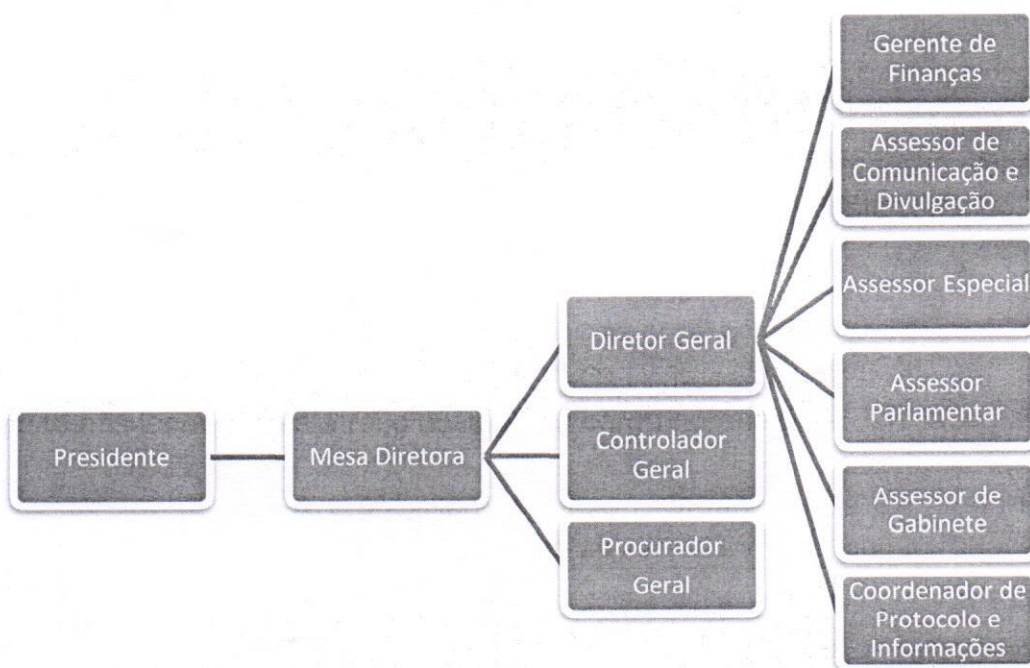 Presidente
Mesa Diretora
Diretor Geral
Controlador
Geral
Procurador
Geral
Gerente de
Finanças
Assessor de
Comunicação e
Divulgação
Assessor Especial
Assessor
Parlamentar
Assessor de
Gabinete
Coordenador de
Protocolo e
Informações